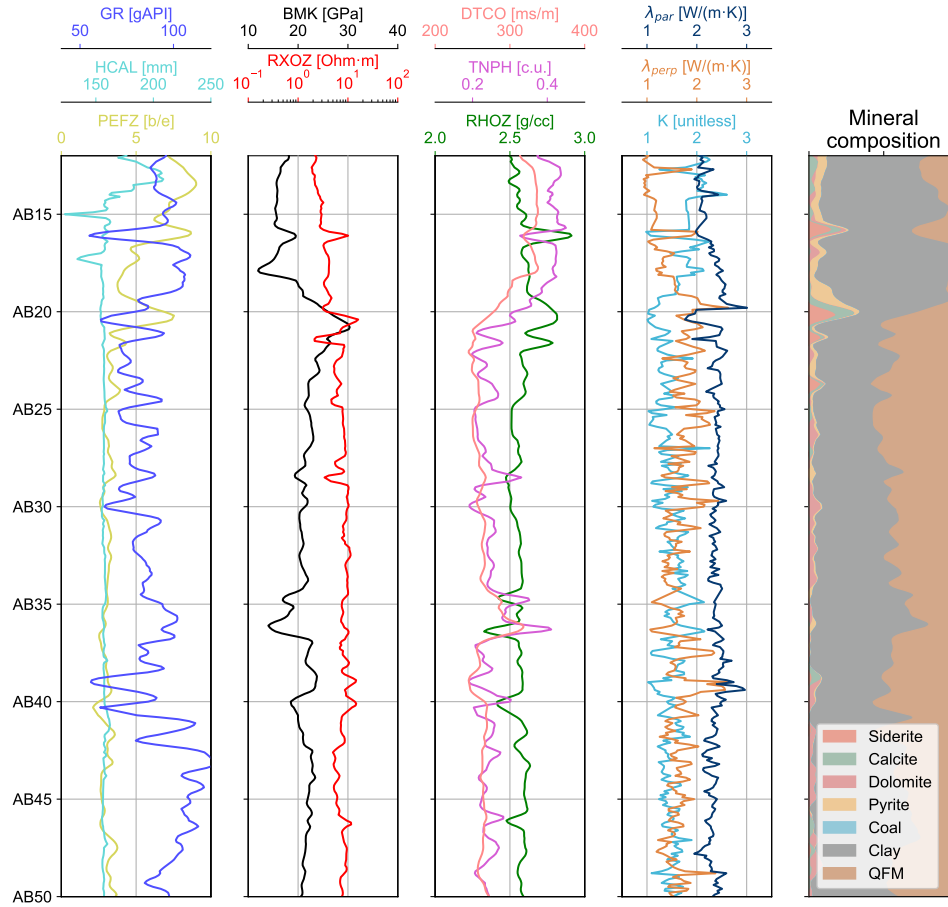 GR [gAPI]
50 100
HCAL [mm]
150 200 250
PEFZ [b/e]
0 5 10
BMK [GPa]
10 20 30 40
RXOZ [Ohm·m]
10⁻¹ 10⁰ 10¹ 10²
DTCO [ms/m]
200 300 400
TNPH [c.u.]
0.2 0.4
RHOZ [g/cc]
2.0 2.5 3.0
λpar [W/(m·K)]
1 2 3
λperp [W/(m·K)]
1 2 3
K [unitless]
1 2 3
Mineral
composition
AB15
AB20
AB25
AB30
AB35
AB40
AB45
AB50
Siderite
Calcite
Dolomite
Pyrite
Coal
Clay
QFM